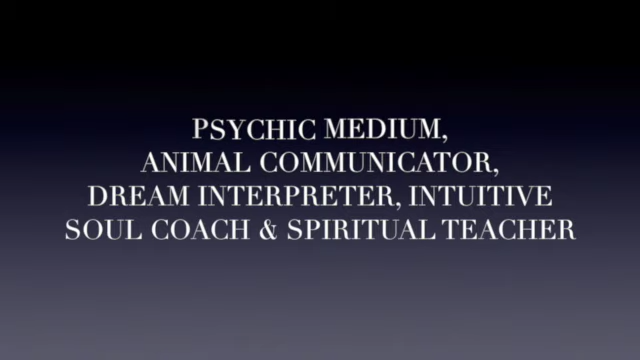 PSYCHIC MEDIUM,
ANIMAL COMMUNICATOR,
DREAM INTERPRETER, INTUITIVE
SOUL COACH & SPIRITUAL TEACHER